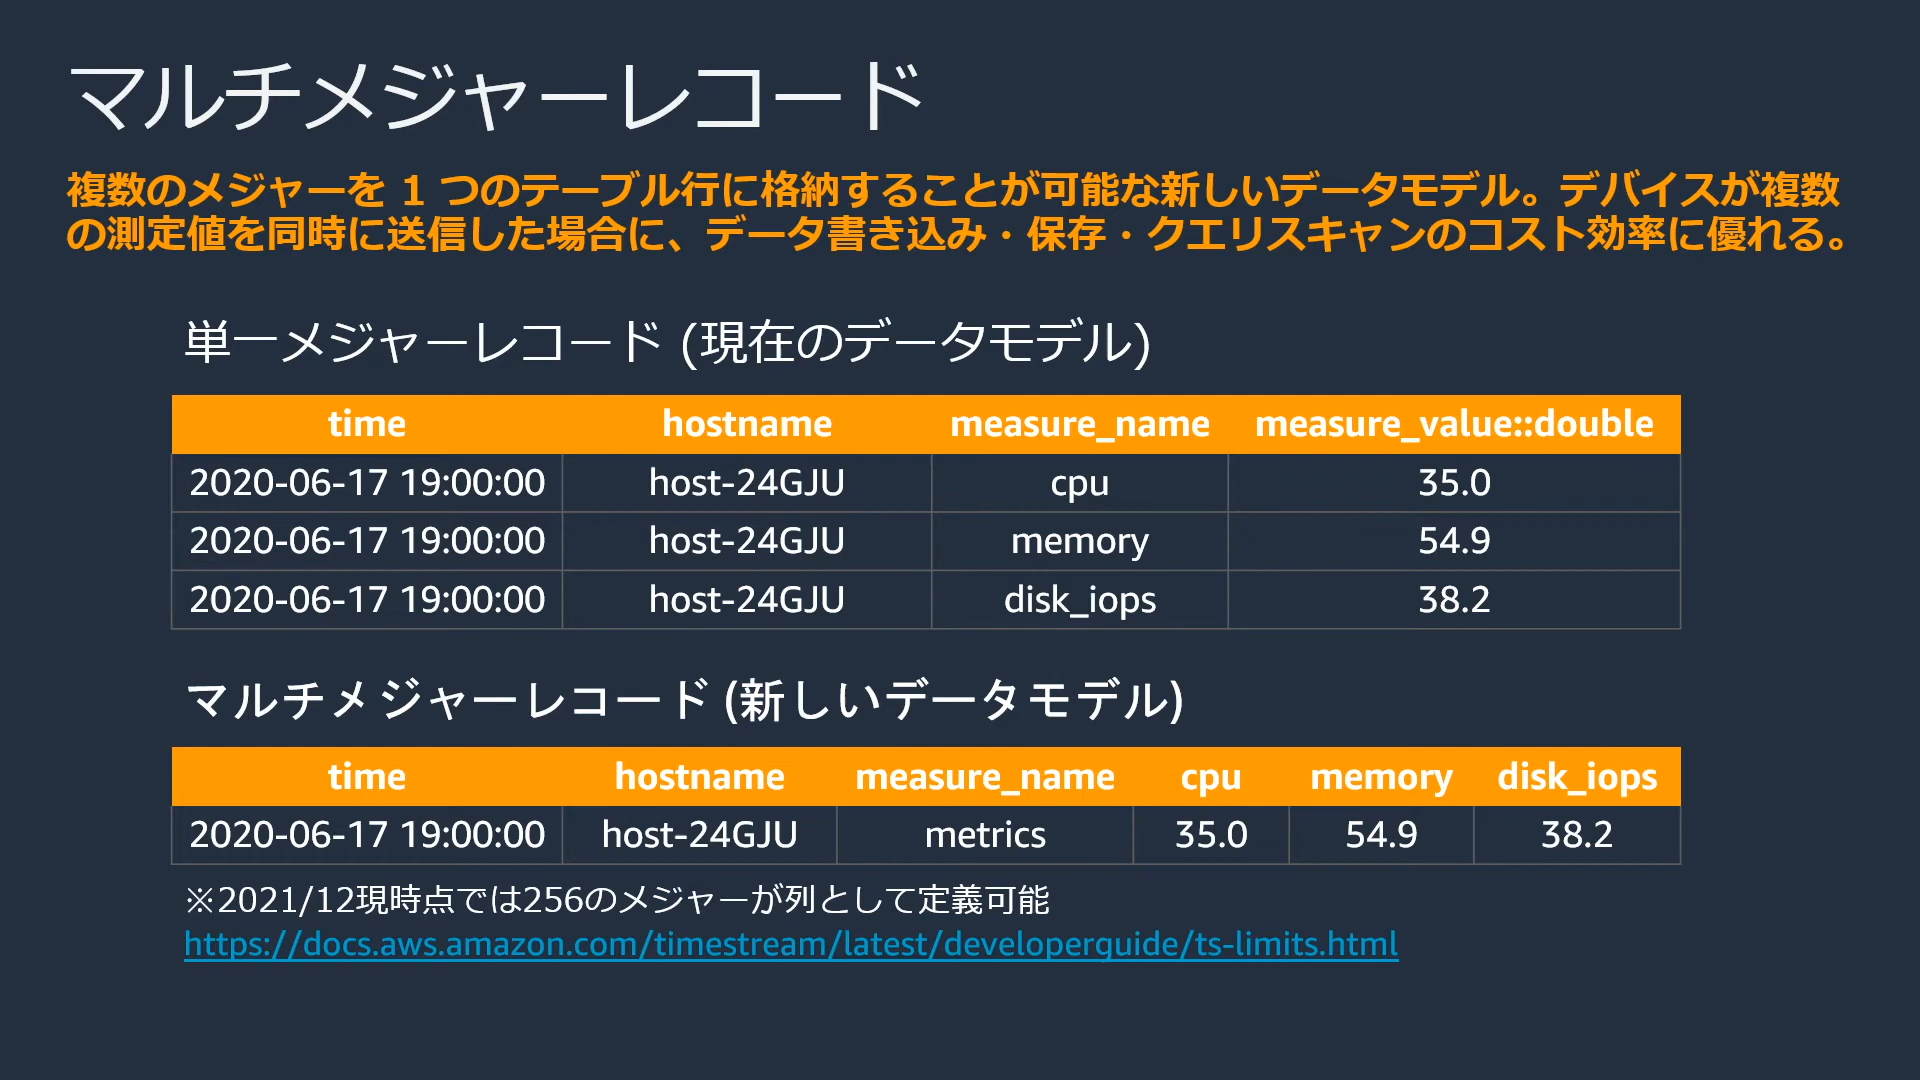 マルチメジャーレコード
複数のメジャーを 1 つのテーブル行に格納することが可能な新しいデータモデル。デバイスが複数
の測定値を同時に送信した場合に、データ書き込み・保存・クエリスキャンのコスト効率に優れる。
単一メジャーレコード (現在のデータモデル)
time hostname measure_name measure_value::double
2020-06-17 19:00:00 host-24GJU cpu 35.0
2020-06-17 19:00:00 host-24GJU memory 54.9
2020-06-17 19:00:00 host-24GJU disk_iops 38.2
マルチメジャーレコード (新しいデータモデル)
time hostname measure_name cpu memory disk_iops
2020-06-17 19:00:00 host-24GJU metrics 35.0 54.9 38.2
※2021/12現時点では256のメジャーが列として定義可能
https://docs.aws.amazon.com/timestream/latest/developerguide/ts-limits.html